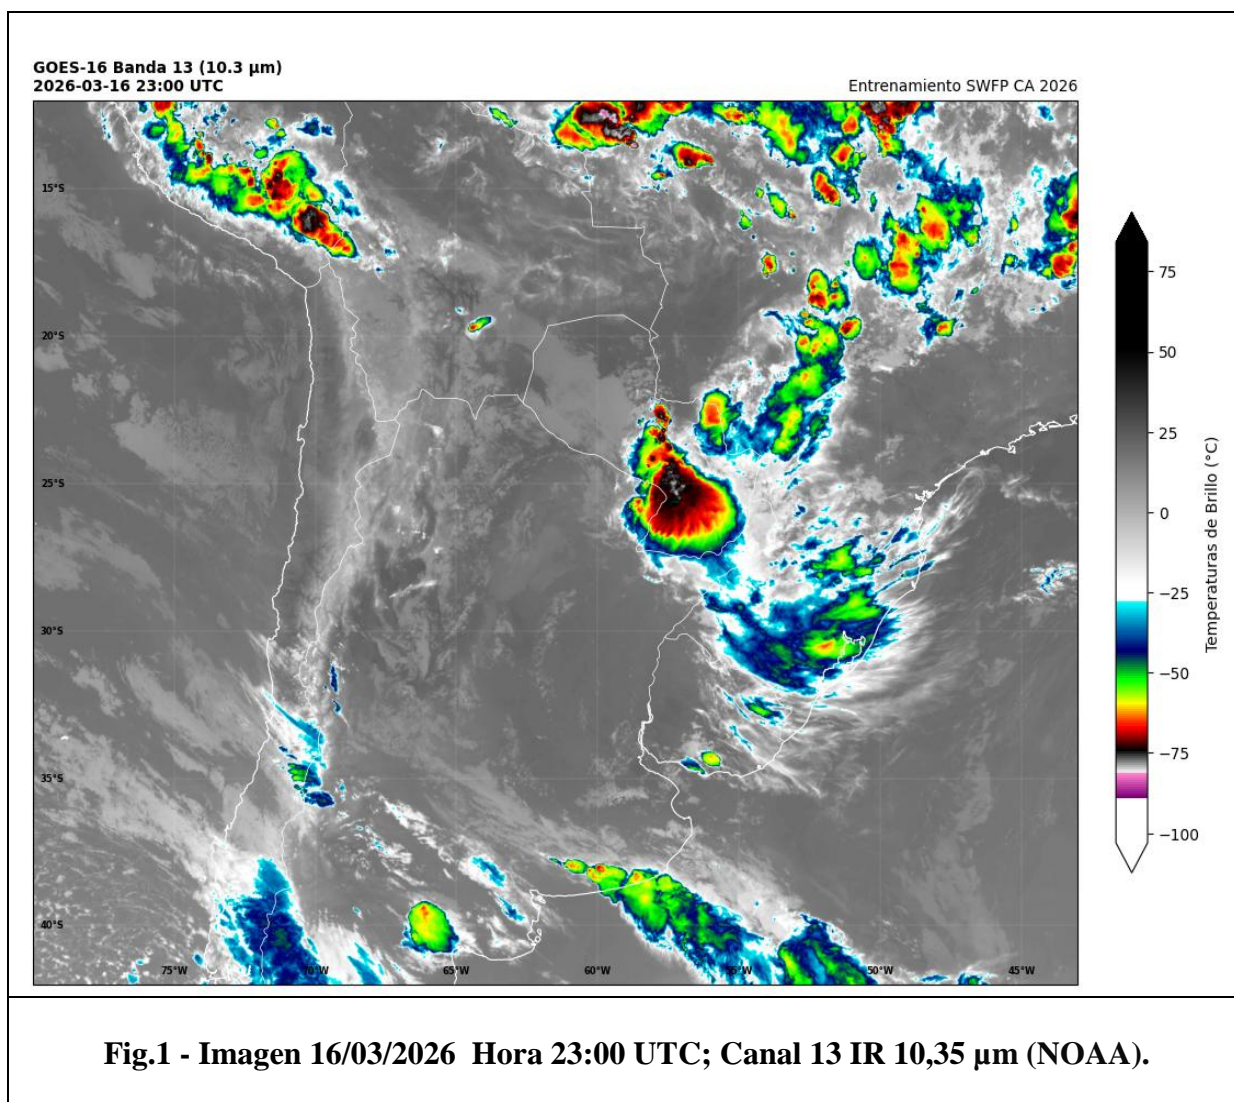 GOES-16 Banda 13 (10.3 µm)
2026-03-16 23:00 UTC
Entrenamiento SWFP CA 2026
15°S
20°S
25°S
30°S
35°S
40°S
75°W
70°W
65°W
60°W
55°W
50°W
45°W
75
50
25
0
−25
−50
−75
−100
Temperaturas de Brillo (°C)
Fig.1 - Imagen 16/03/2026 Hora 23:00 UTC; Canal 13 IR 10,35 µm (NOAA).